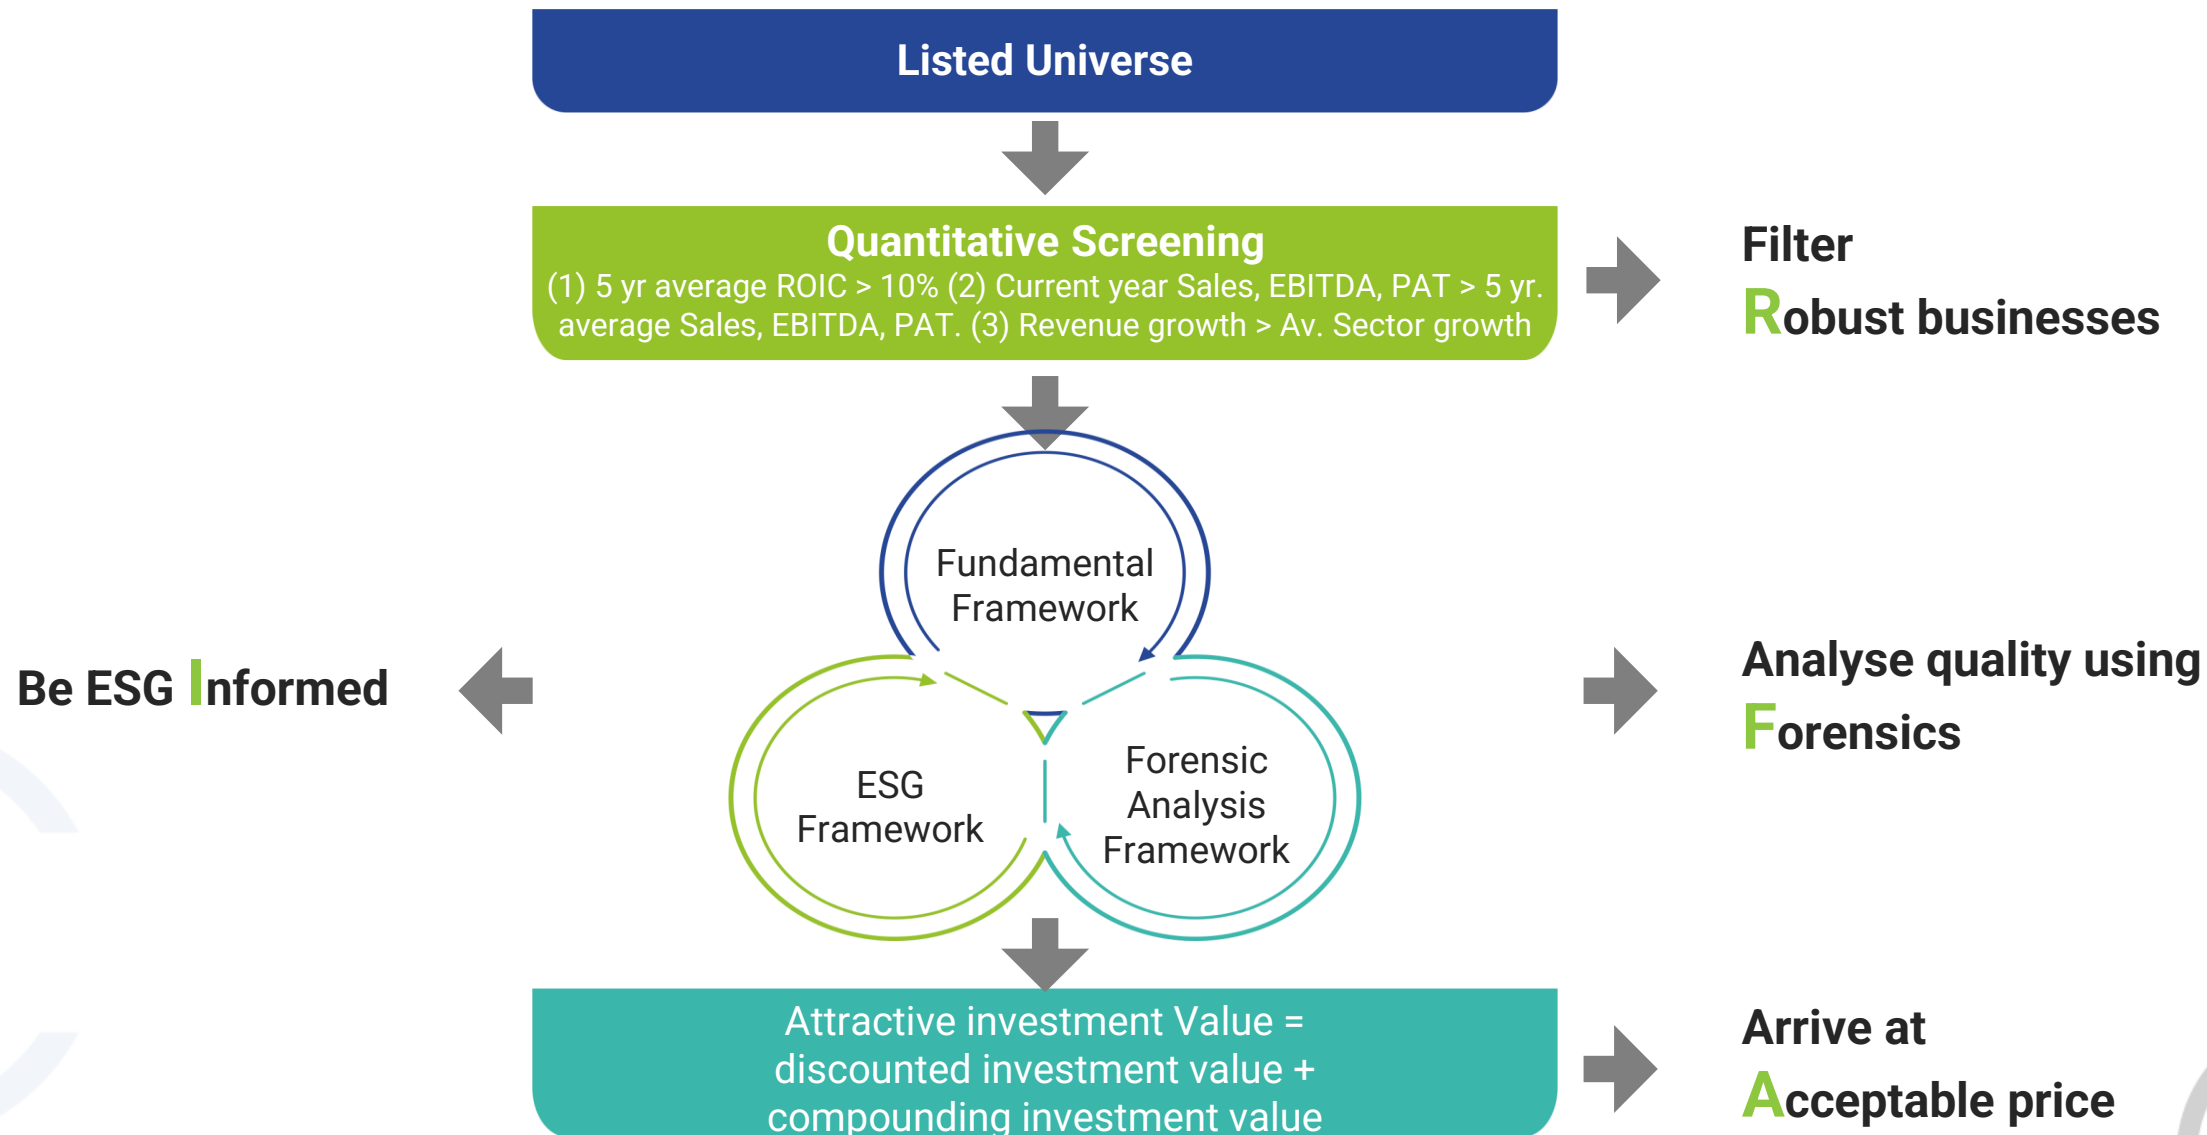 Listed Universe
Quantitative Screening
(1) 5 yr average ROIC > 10% (2) Current year Sales, EBITDA, PAT > 5 yr.
average Sales, EBITDA, PAT. (3) Revenue growth > Av. Sector growth
Filter
Robust businesses
Fundamental
Framework
Be ESG Informed
ESG
Framework
Forensic
Analysis
Framework
Analyse quality using
Forensics
Attractive investment Value =
discounted investment value +
compounding investment value
Arrive at
Acceptable price